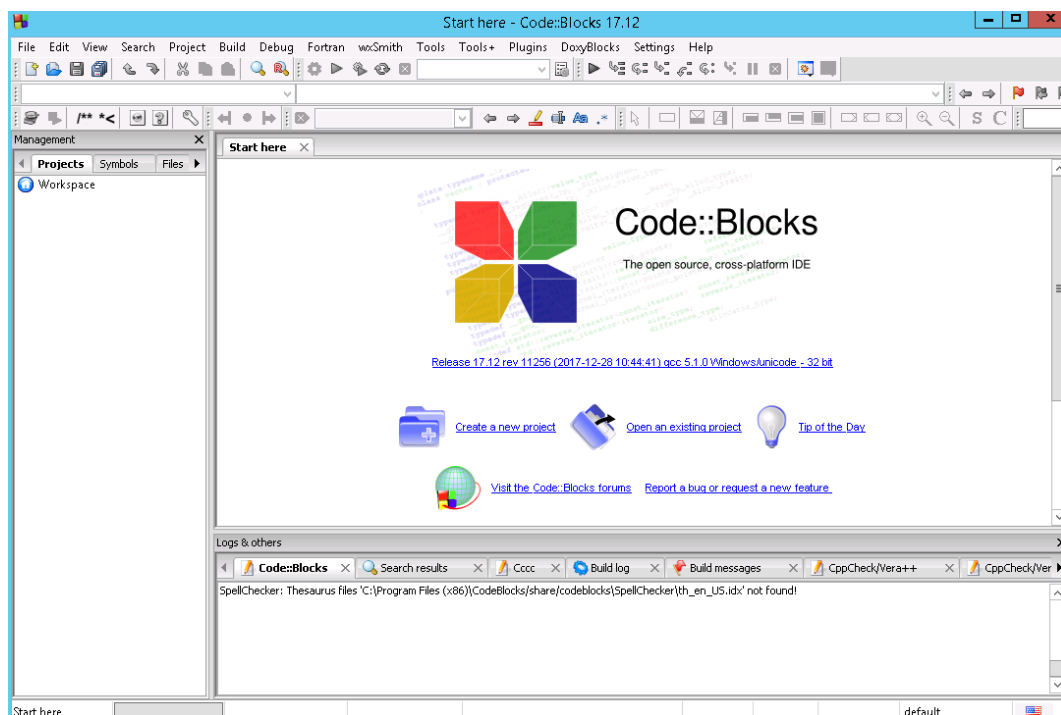 Start here - Code::Blocks 17.12
X
File Edit View Search Project Build Debug Fortran wxSmith Tools Tools+ Plugins DoxyBlocks Settings Help
/** *<
S C
Management
Start here
Projects Symbols Files
Workspace
Code::Blocks
The open source, cross-platform IDE
Release 17.12 rev 11256 (2017-12-28 10:44:41) gcc 5.1.0 Windows/unicode - 32 bit
Create a new project Open an existing project Tip of the Day
Visit the Code::Blocks forums Report a bug or request a new feature
Logs & others
Code::Blocks Search results Cccc Build log Build messages CppCheck/Vera++ CppCheck/Ver
SpellChecker: Thesaurus files 'C:\Program Files (x86)\CodeBlocks/share/codeblocks\SpellChecker\th_en_US.idx' not found!
Start here default